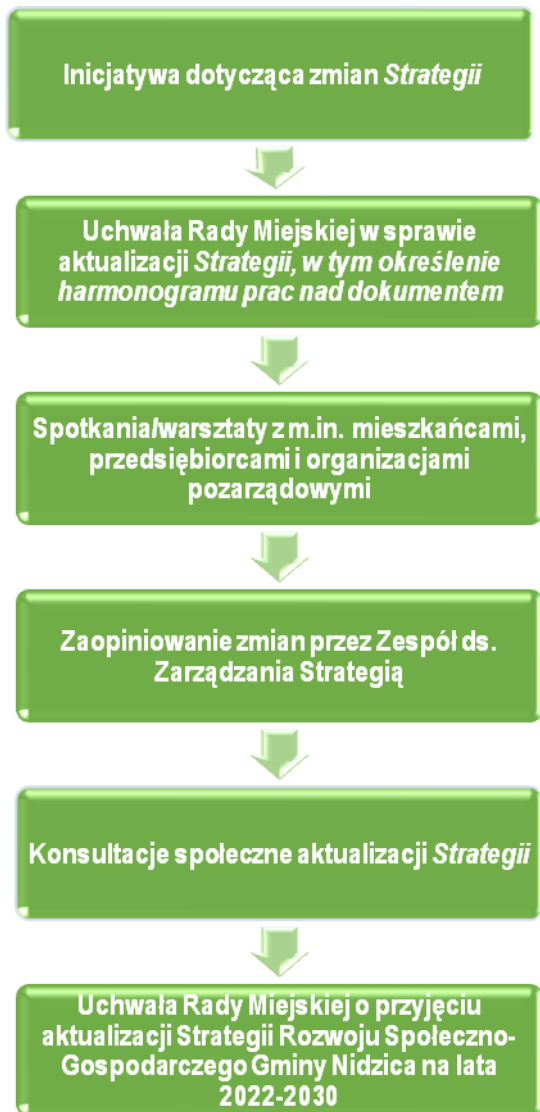 Inicjatywa dotycząca zmian Strategii
Uchwała Rady Miejskiej w sprawie
aktualizacji Strategii, w tym określenie
harmonogramu prac nad dokumentem
Spotkania/warsztaty z m.in. mieszkańcami,
przedsiębiorcami i organizacjami
pozarządowymi
Zaopiniowanie zmian przez Zespół ds.
Zarządzania Strategią
Konsultacje społeczne aktualizacji Strategii
Uchwała Rady Miejskiej o przyjęciu
aktualizacji Strategii Rozwoju Społeczno-
Gospodarczego Gminy Nidzica na lata
2022-2030